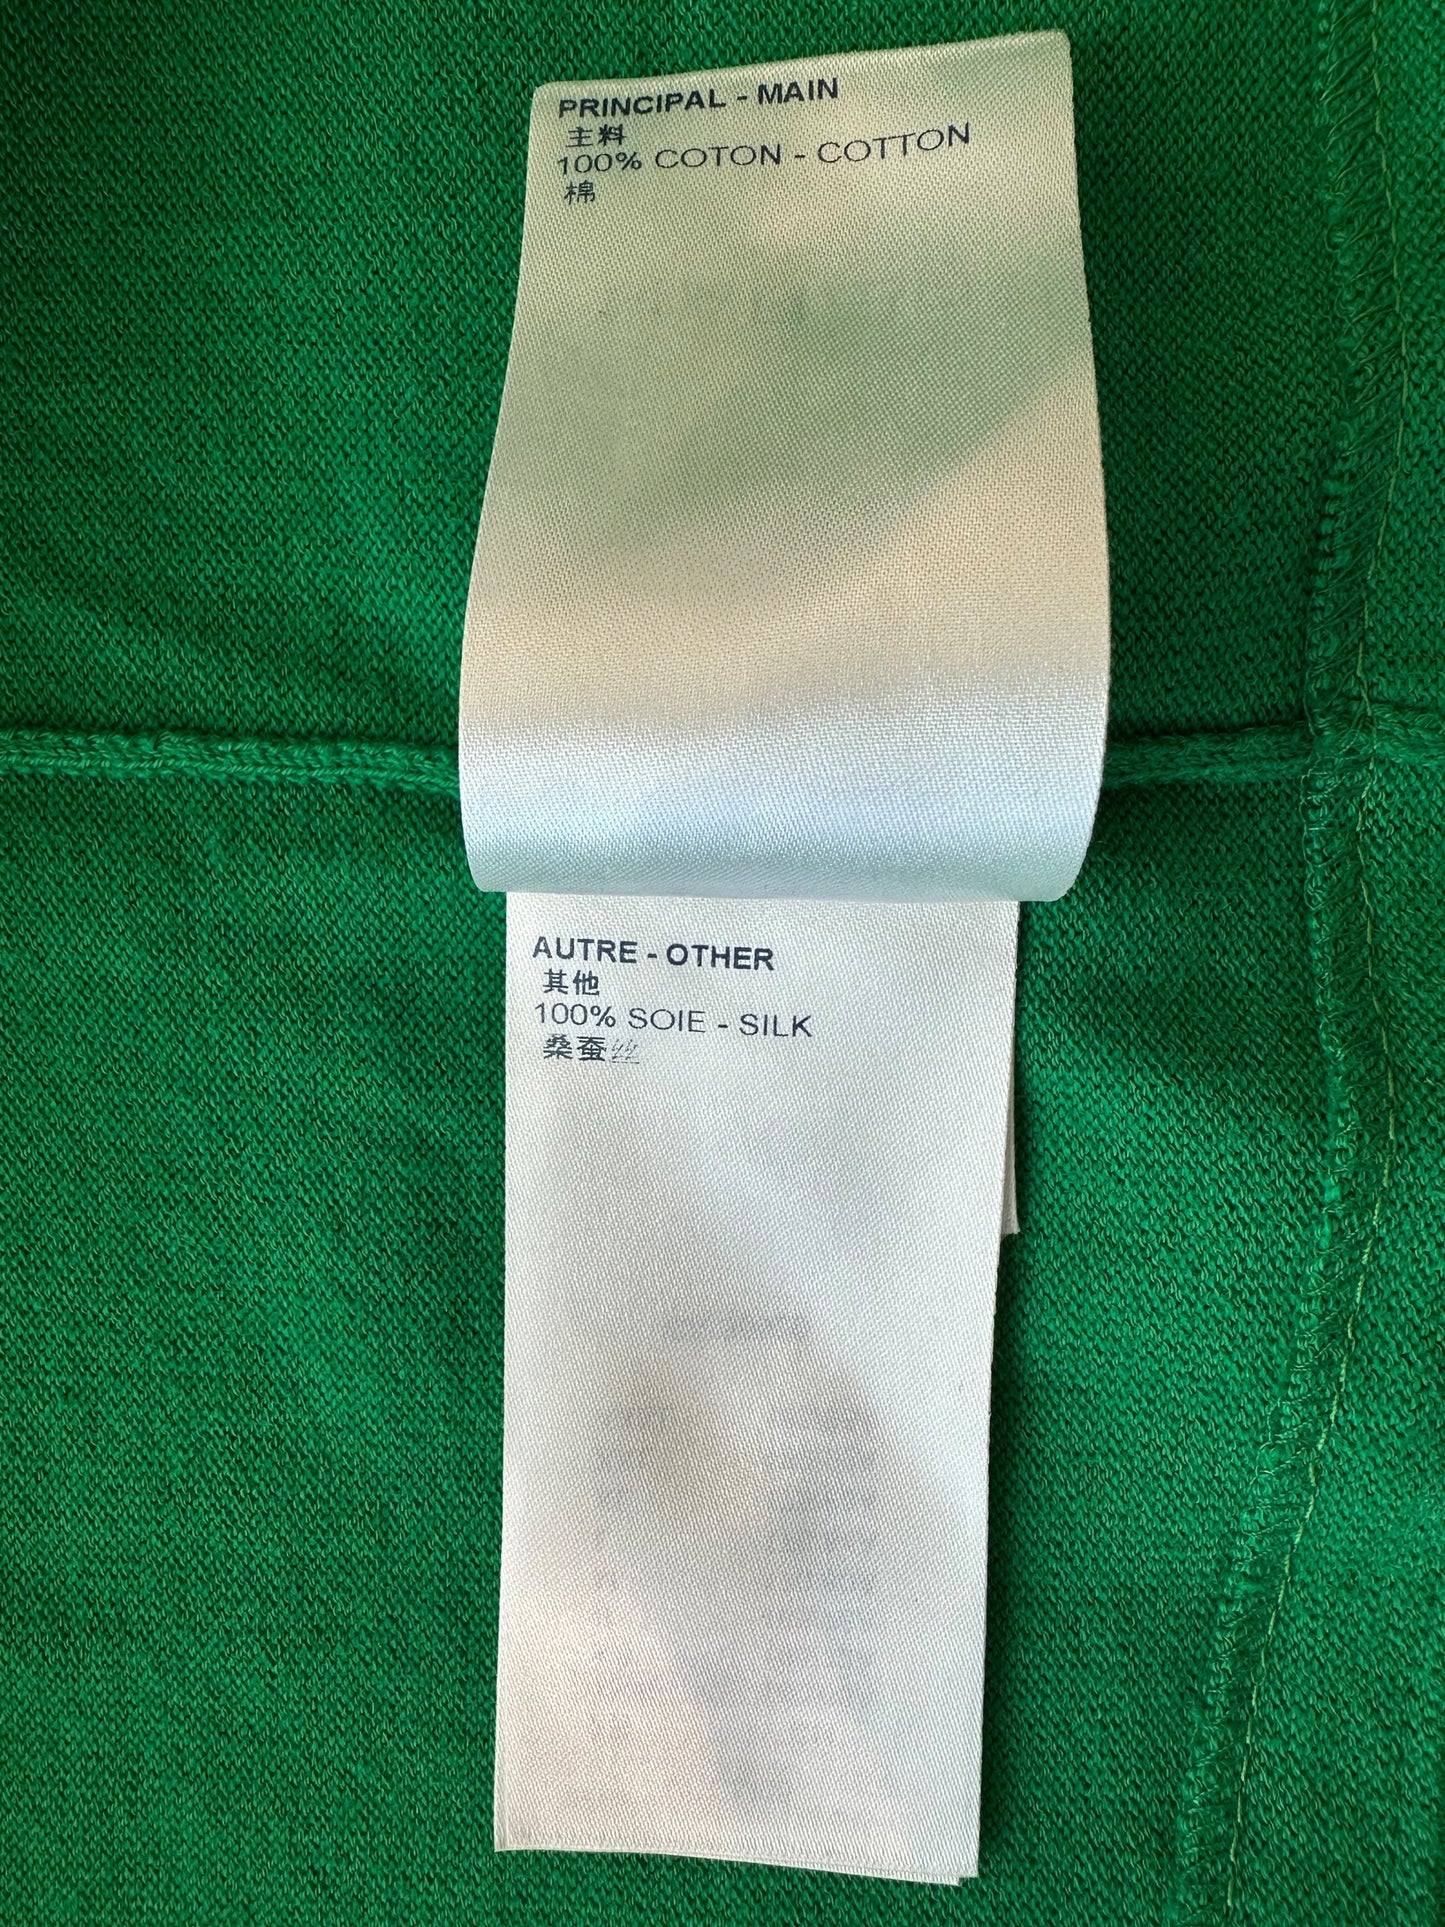 PRINCIPAL - MAIN
主料
100% COTON - COTTON
棉
AUTRE - OTHER
其他
100% SOIE - SILK
桑蚕丝